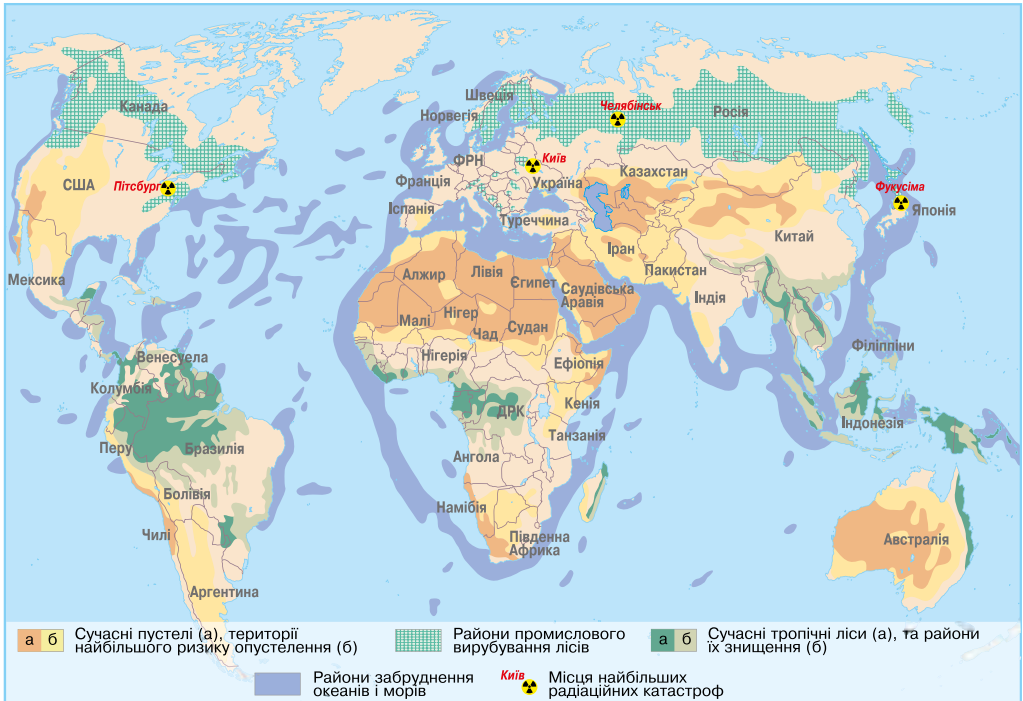 Швеція
Челябінськ
Канада
Росія
Норвегія
ФРН
Київ
США
Пітсбург
Франція
Україна
Казахстан
Фукусіма
Іспанія
Японія
Туреччина
Китай
Іран
Мексика
Алжир
Лівія
Єгипет
Пакистан
Саудівська
Аравія
Індія
Малі
Нігер
Чад
Судан
Філіппіни
Венесуела
Нігерія
Ефіопія
Колумбія
Кенія
ДРК
Індонезія
Танзанія
Перу
Бразилія
Ангола
Болівія
Намібія
Чилі
Південна
Африка
Австралія
Аргентина
а б Сучасні пустелі (а), території
найбільшого ризику опустелення (б)
Райони промислового
вирубування лісів
а б Сучасні тропічні ліси (а), та райони
їх знищення (б)
Райони забруднення
океанів і морів
Київ Місця найбільших
радіаційних катастроф